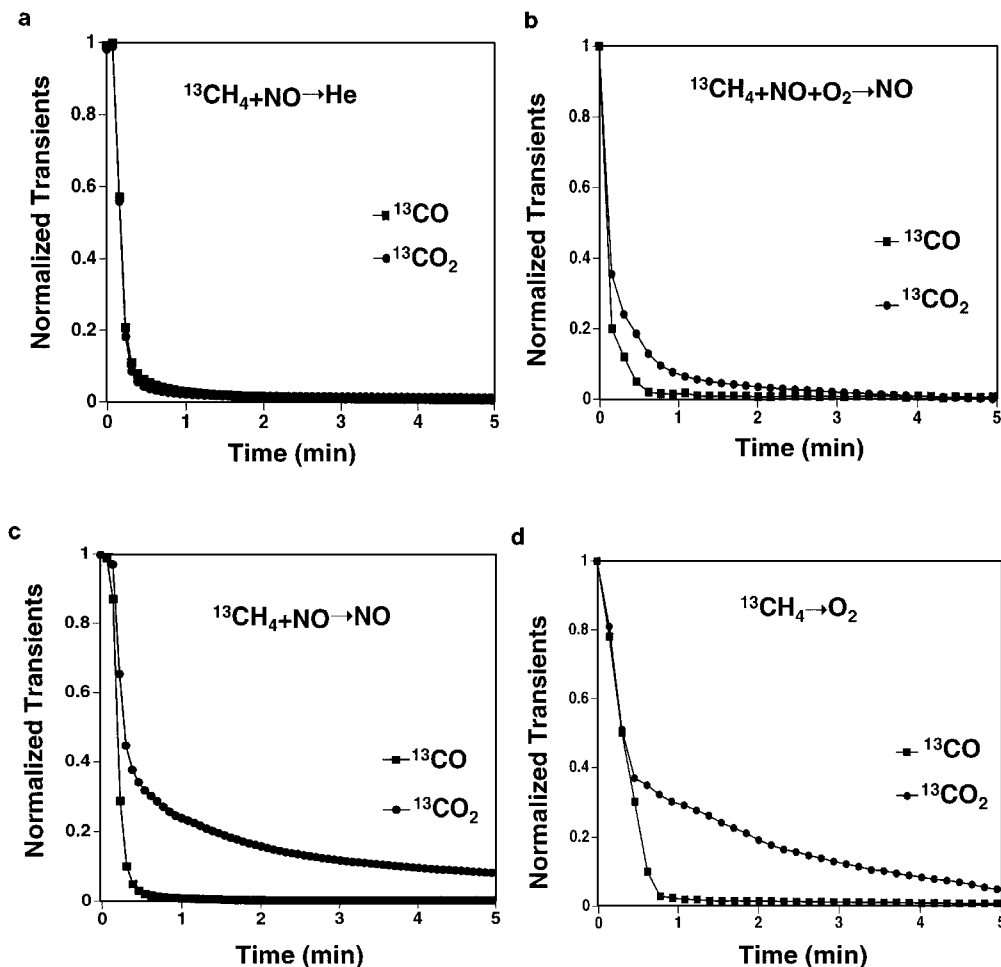 a
1
0.8
0.6
0.4
0.2
0
0 1 2 3 4 5
Normalized Transients
Time (min)
¹³CH₄+NO→He
¹³CO
¹³CO₂
b
1
0.8
0.6
0.4
0.2
0
0 1 2 3 4 5
Normalized Transients
Time (min)
¹³CH₄+NO+O₂→NO
¹³CO
¹³CO₂
c
1
0.8
0.6
0.4
0.2
0
0 1 2 3 4 5
Normalized Transients
Time (min)
¹³CH₄+NO→NO
¹³CO
¹³CO₂
d
1
0.8
0.6
0.4
0.2
0
0 1 2 3 4 5
Normalized Transients
Time (min)
¹³CH₄→O₂
¹³CO
¹³CO₂